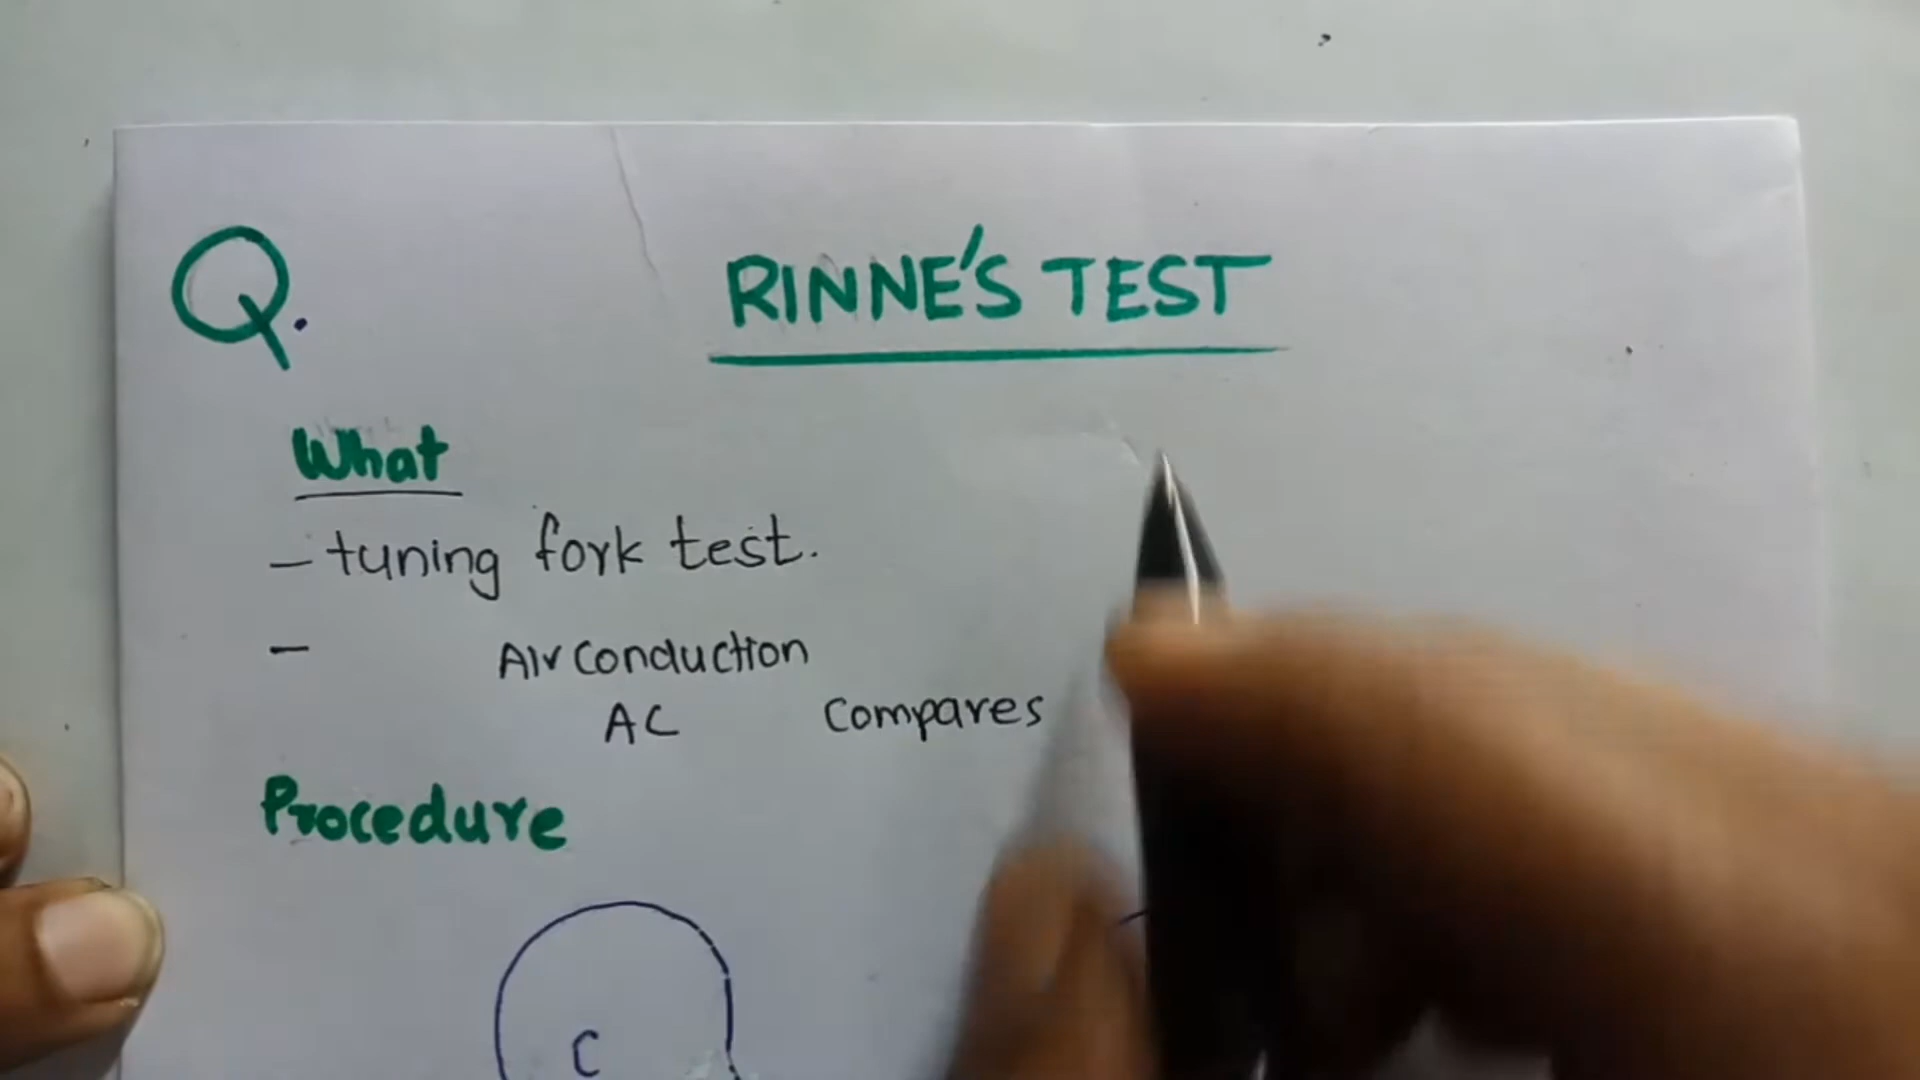 Q. RINNE'S TEST
What
- tuning fork test.
- Air Conduction
AC Compares
Procedure
C